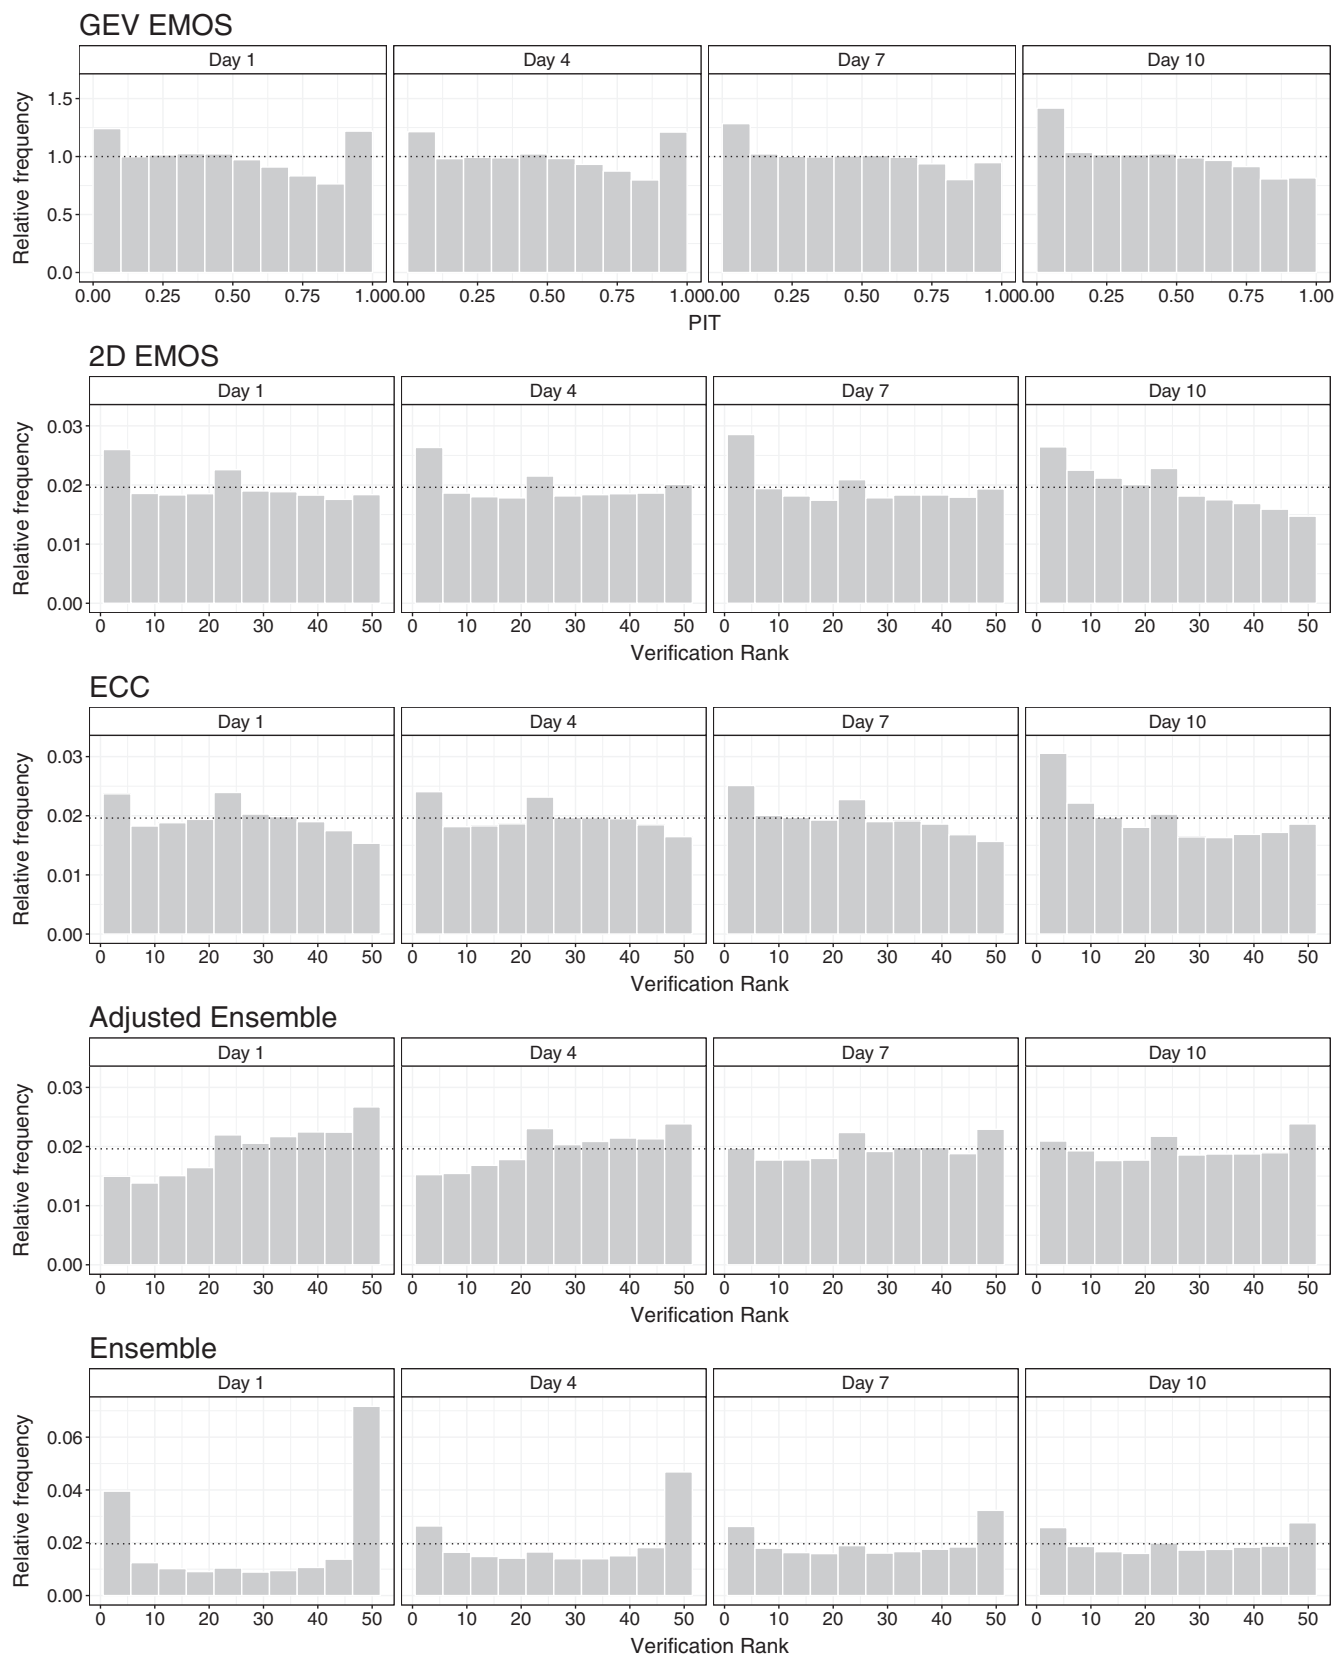 GEV EMOS
Day 1 Day 4 Day 7 Day 10
Relative frequency
1.5
1.0
0.5
0.0
0.00 0.25 0.50 0.75 1.00 0.00 0.25 0.50 0.75 1.00 0.00 0.25 0.50 0.75 1.00 0.00 0.25 0.50 0.75 1.00
PIT
2D EMOS
Day 1 Day 4 Day 7 Day 10
Relative frequency
0.03
0.02
0.01
0.00
0 10 20 30 40 50 0 10 20 30 40 50 0 10 20 30 40 50 0 10 20 30 40 50
Verification Rank
ECC
Day 1 Day 4 Day 7 Day 10
Relative frequency
0.03
0.02
0.01
0.00
0 10 20 30 40 50 0 10 20 30 40 50 0 10 20 30 40 50 0 10 20 30 40 50
Verification Rank
Adjusted Ensemble
Day 1 Day 4 Day 7 Day 10
Relative frequency
0.03
0.02
0.01
0.00
0 10 20 30 40 50 0 10 20 30 40 50 0 10 20 30 40 50 0 10 20 30 40 50
Verification Rank
Ensemble
Day 1 Day 4 Day 7 Day 10
Relative frequency
0.06
0.04
0.02
0.00
0 10 20 30 40 50 0 10 20 30 40 50 0 10 20 30 40 50 0 10 20 30 40 50
Verification Rank